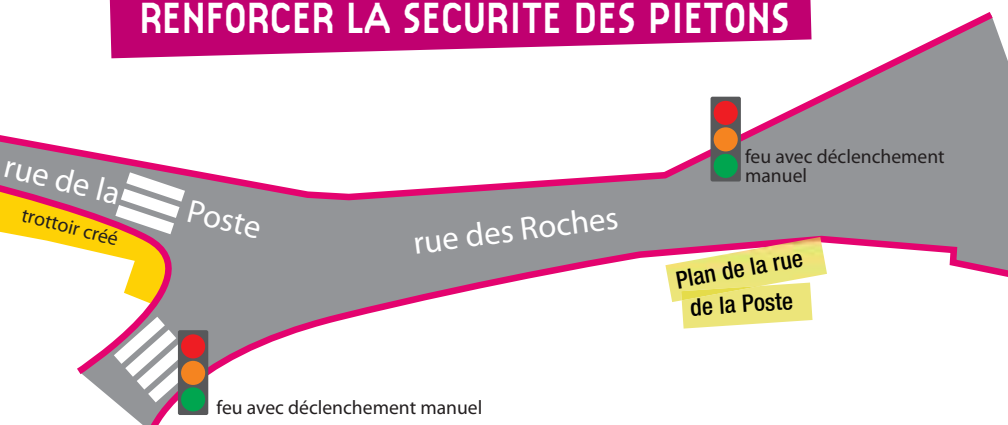 RENFORCER LA SECURITE DES PIETONS
feu avec déclenchement
manuel
rue de la Poste
trottoir créé
rue des Roches
Plan de la rue
de la Poste
feu avec déclenchement manuel